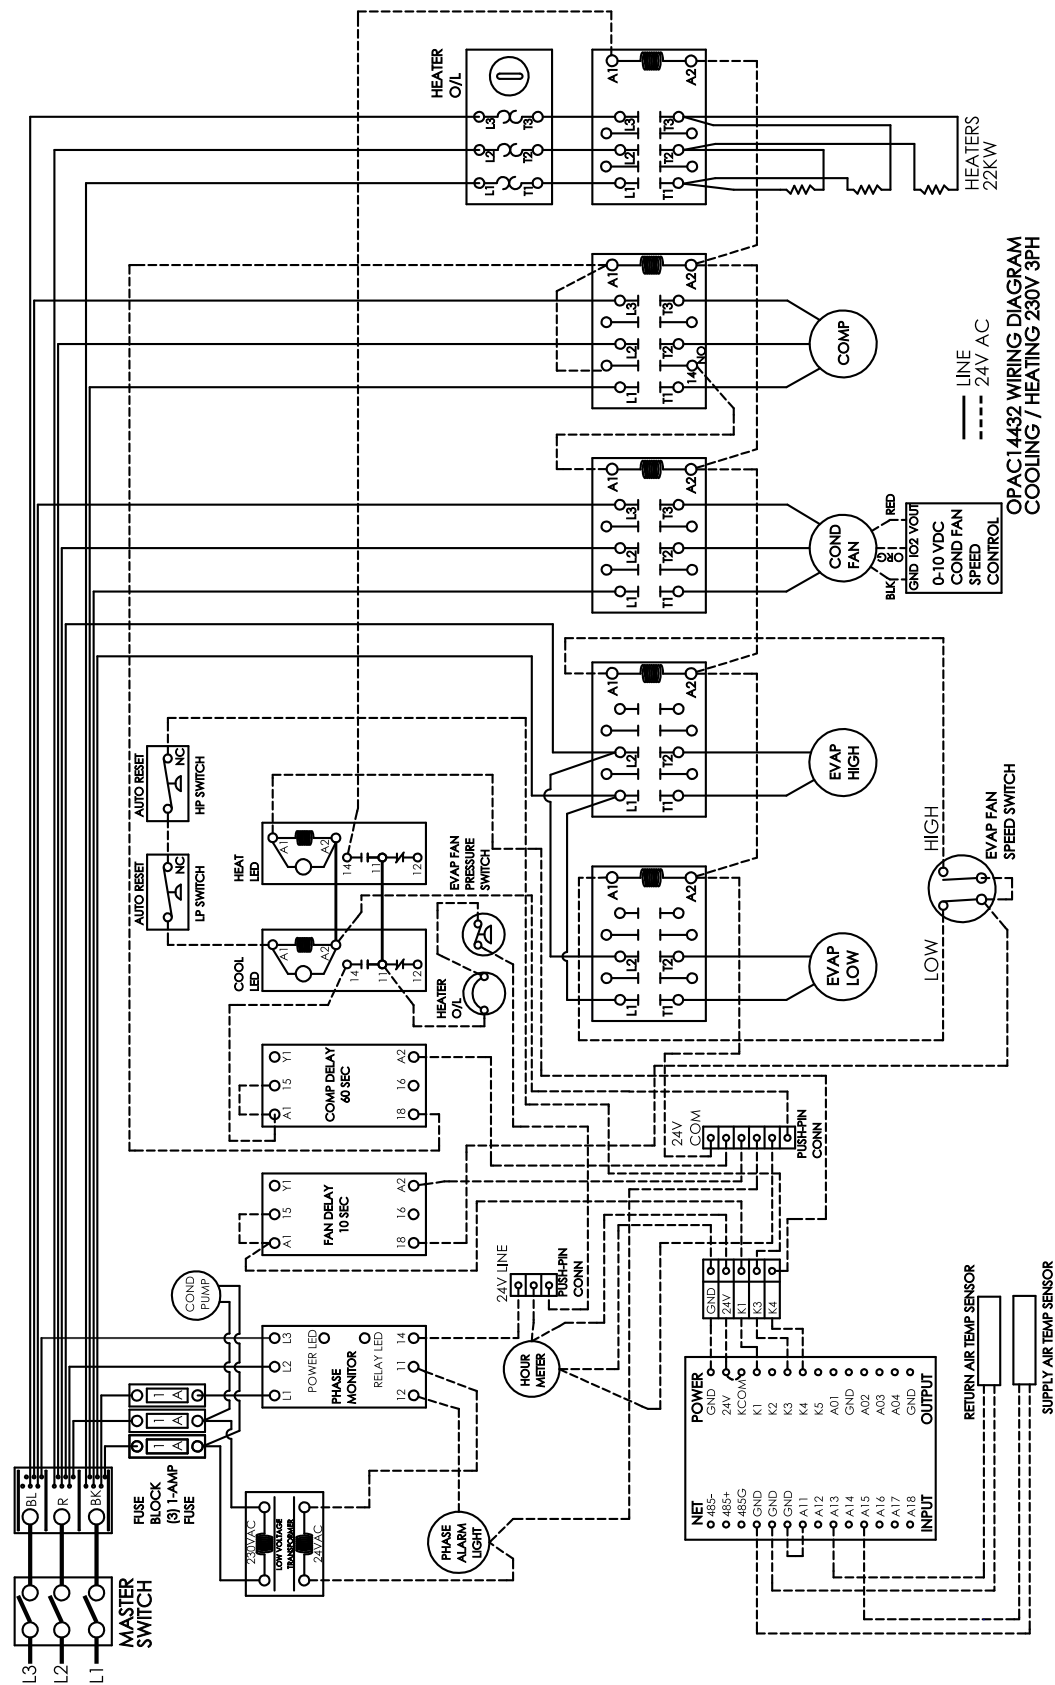 OPAC14432 WIRING DIAGRAM
COOLING / HEATING 230V 3PH
LINE
24V AC
L3
L2
L1
MASTER
SWITCH
BL
R
BK
FUSE
BLOCK
(3) 1-AMP
FUSE
1 A
1 A
1 A
230VAC
LOW VOLTAGE
TRANSFORMER
24VAC
COND
PUMP
L3
L2
L1
POWER LED
PHASE
MONITOR
RELAY LED
14
11
12
PHASE
ALARM
LIGHT
A1
15
Y1
FAN DELAY
10 SEC
18
16
A2
A1
15
Y1
COMP DELAY
60 SEC
18
16
A2
24V LINE
PUSH-PIN
CONN
HOUR
METER
24V
COM
PUSH-PIN
CONN
COOL
LED
A1
A2
14
11
12
HEAT
LED
A1
A2
14
11
12
AUTO RESET
NC
LP SWITCH
AUTO RESET
NC
HP SWITCH
HEATER
O/L
EVAP FAN
PRESSURE
SWITCH
HEATER
O/L
L3
L2
L1
T3
T2
T1
A1
A2
L3
L2
L1
T3
T2
T1
HEATERS
22KW
A1
A2
L3
L2
L1
T3
T2
14
NO
T1
COMP
A1
A2
L3
L2
L1
T3
T2
T1
COND
FAN
RED
ORG
BLK
GND IO2 VOUT
0-10 VDC
COND FAN
SPEED
CONTROL
A1
A2
L2
L1
T2
T1
EVAP
HIGH
A1
A2
L2
L1
T2
T1
EVAP
LOW
HIGH
LOW
EVAP FAN
SPEED SWITCH
GND
24V
K1
K3
K4
POWER
GND
24V
KCOM
K1
K2
K3
K4
K5
A01
GND
A02
A03
A04
GND
OUTPUT
NET
485-
485+
485G
GND
GND
GND
A11
A12
A13
A14
A15
A16
A17
A18
INPUT
RETURN AIR TEMP SENSOR
SUPPLY AIR TEMP SENSOR